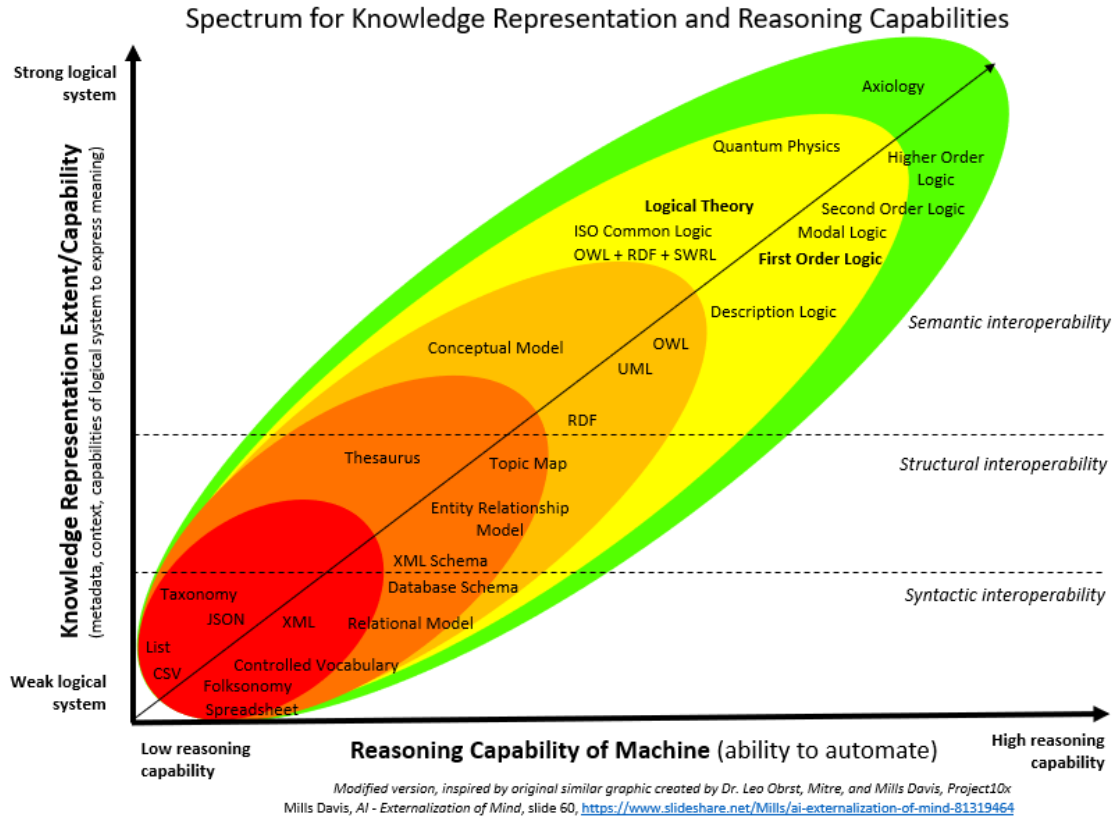 Spectrum for Knowledge Representation and Reasoning Capabilities
Strong logical
system
Knowledge Representation Extent/Capability
(metadata, context, capabilities of logical system to express meaning)
Weak logical
system
Axiology
Quantum Physics
Higher Order
Logic
Logical Theory
Second Order Logic
ISO Common Logic
Modal Logic
OWL + RDF + SWRL
First Order Logic
Description Logic
Semantic interoperability
Conceptual Model
OWL
UML
RDF
Thesaurus
Topic Map
Structural interoperability
Entity Relationship
Model
XML Schema
Database Schema
Taxonomy
Syntactic interoperability
JSON
XML
Relational Model
List
CSV
Controlled Vocabulary
Folksonomy
Spreadsheet
Low reasoning
capability
Reasoning Capability of Machine (ability to automate)
High reasoning
capability
Modified version, inspired by original similar graphic created by Dr. Leo Obrst, Mitre, and Mills Davis, Project10x
Mills Davis, AI - Externalization of Mind, slide 60, https://www.slideshare.net/Mills/ai-externalization-of-mind-81319464